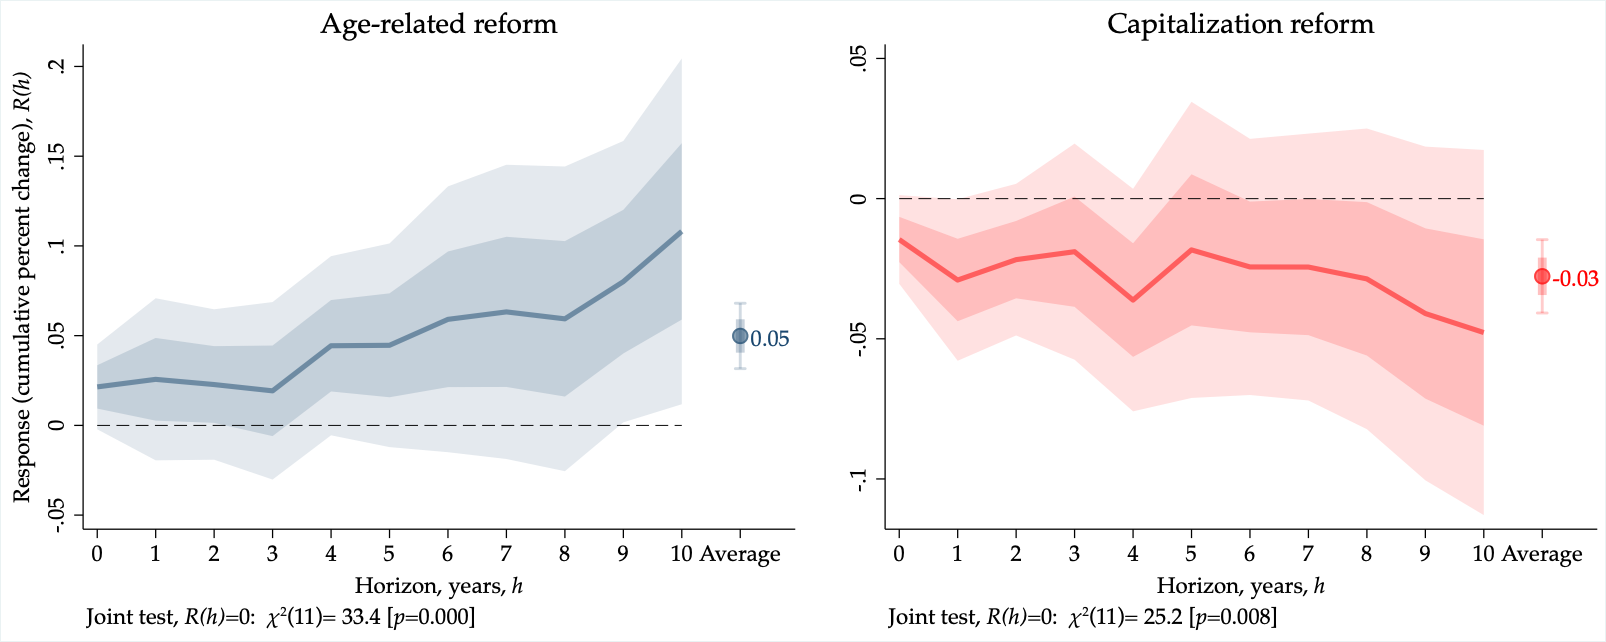 Age-related reform
Response (cumulative percent change), R(h)
.2
.15
.1
.05
0
-.05
0.05
0 1 2 3 4 5 6 7 8 9 10 Average
Horizon, years, h
Joint test, R(h)=0: χ²(11)= 33.4 [p=0.000]
Capitalization reform
.05
0
-.05
-.1
-0.03
0 1 2 3 4 5 6 7 8 9 10 Average
Horizon, years, h
Joint test, R(h)=0: χ²(11)= 25.2 [p=0.008]